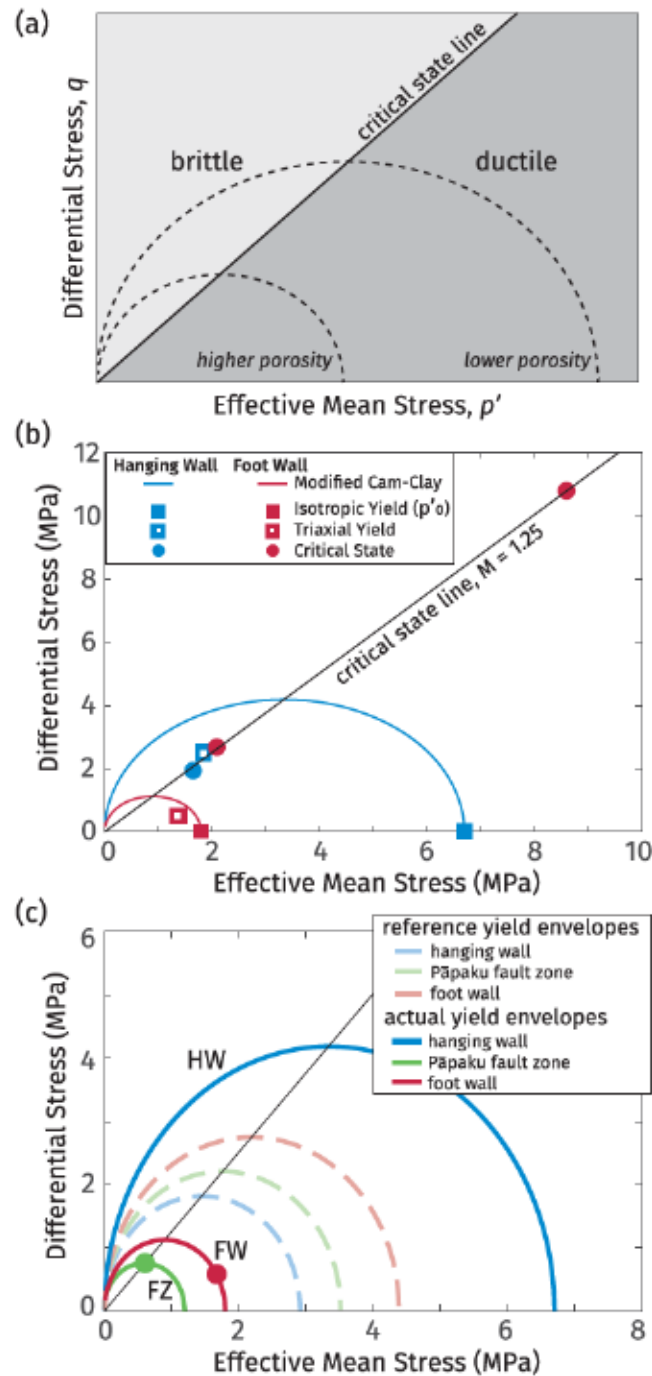 (a)
Differential Stress, q
critical state line
brittle
ductile
higher porosity
lower porosity
Effective Mean Stress, p'
(b)
12
10
8
6
4
2
0
Differential Stress (MPa)
Hanging Wall Foot Wall
Modified Cam-Clay
Isotropic Yield (p'₀)
Triaxial Yield
Critical State
critical state line, M = 1.25
0 2 4 6 8 10
Effective Mean Stress (MPa)
(c)
6
4
2
0
Differential Stress (MPa)
reference yield envelopes
hanging wall
Pāpaku fault zone
foot wall
actual yield envelopes
hanging wall
Pāpaku fault zone
foot wall
HW
FW
FZ
0 2 4 6 8
Effective Mean Stress (MPa)